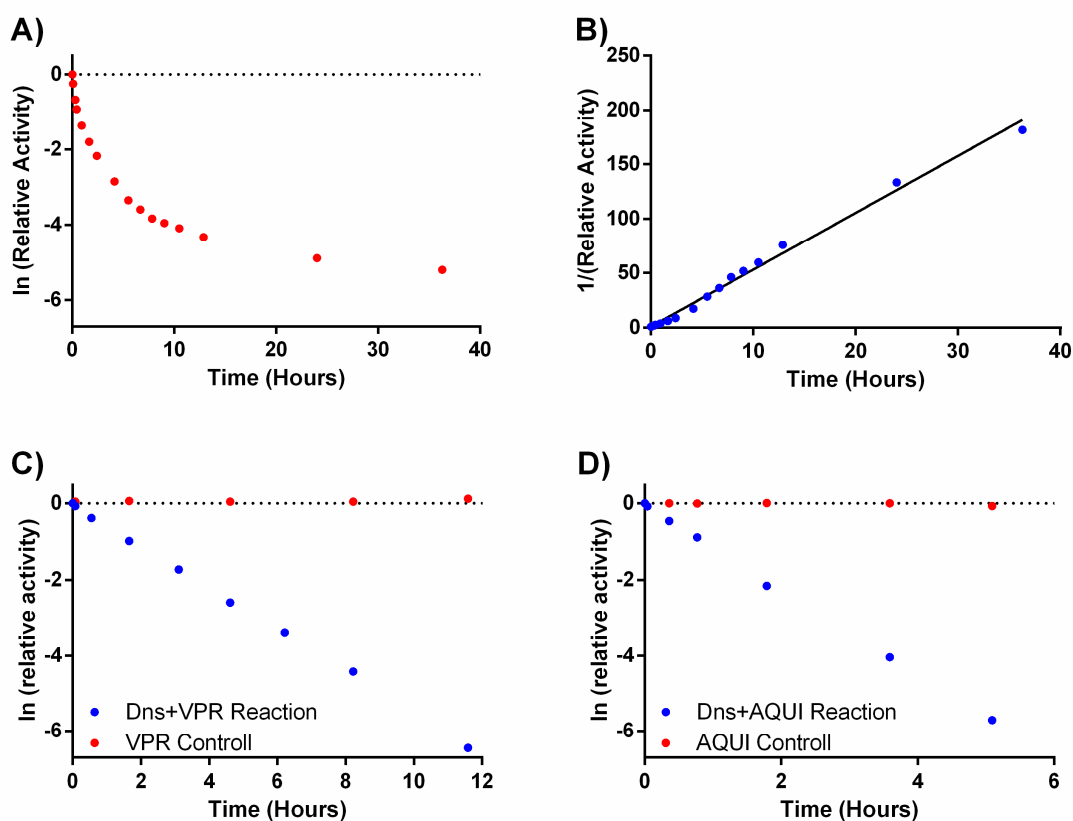 A)
ln (Relative Activity)
0
-2
-4
-6
0 10 20 30 40
Time (Hours)
B)
1/(Relative Activity)
250
200
150
100
50
0
0 10 20 30 40
Time (Hours)
C)
ln (relative activity)
0
-2
-4
-6
Dns+VPR Reaction
VPR Controll
0 2 4 6 8 10 12
Time (Hours)
D)
ln (relative activity)
0
-2
-4
-6
Dns+AQUI Reaction
AQUI Controll
0 2 4 6
Time (Hours)